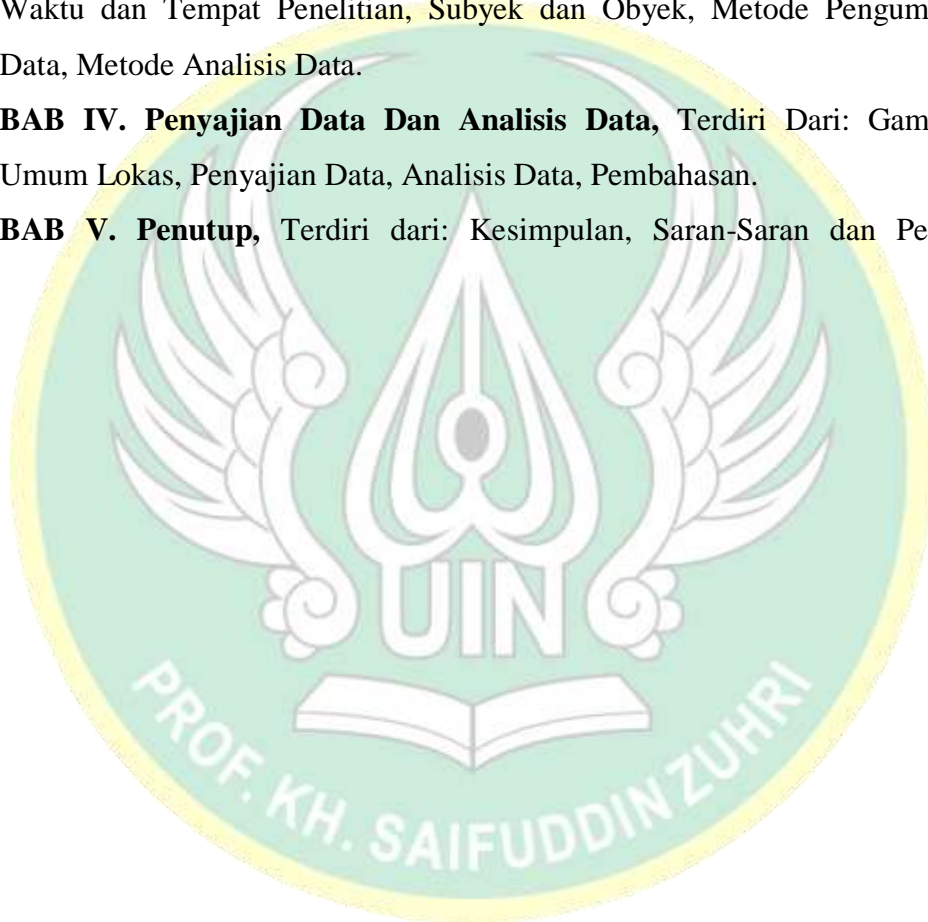 Waktu dan Tempat Penelitian, Subyek dan Obyek, Metode Pengum
Data, Metode Analisis Data.
BAB IV. Penyajian Data Dan Analisis Data, Terdiri Dari: Gam
Umum Lokas, Penyajian Data, Analisis Data, Pembahasan.
BAB V. Penutup, Terdiri dari: Kesimpulan, Saran-Saran dan Pe
UIN
PROF. KH. SAIFUDDIN ZUHRI